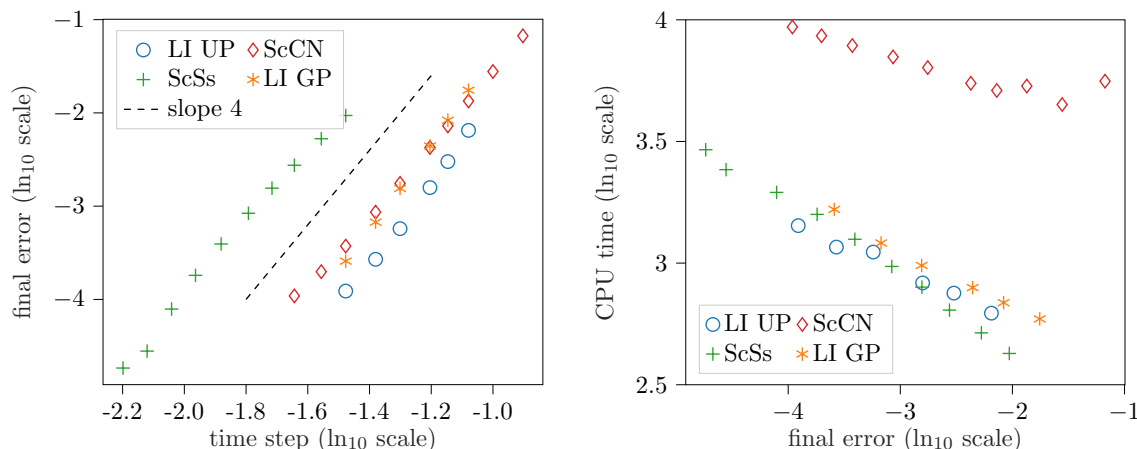 −1
−2
−3
−4
-2.2 -2.0 -1.8 -1.6 -1.4 -1.2 -1.0
time step (ln10 scale)
final error (ln10 scale)
LI UP ScCN
ScSs LI GP
slope 4
4
3.5
3
2.5
−4 −3 −2 −1
final error (ln10 scale)
CPU time (ln10 scale)
LI UP ScCN
ScSs LI GP